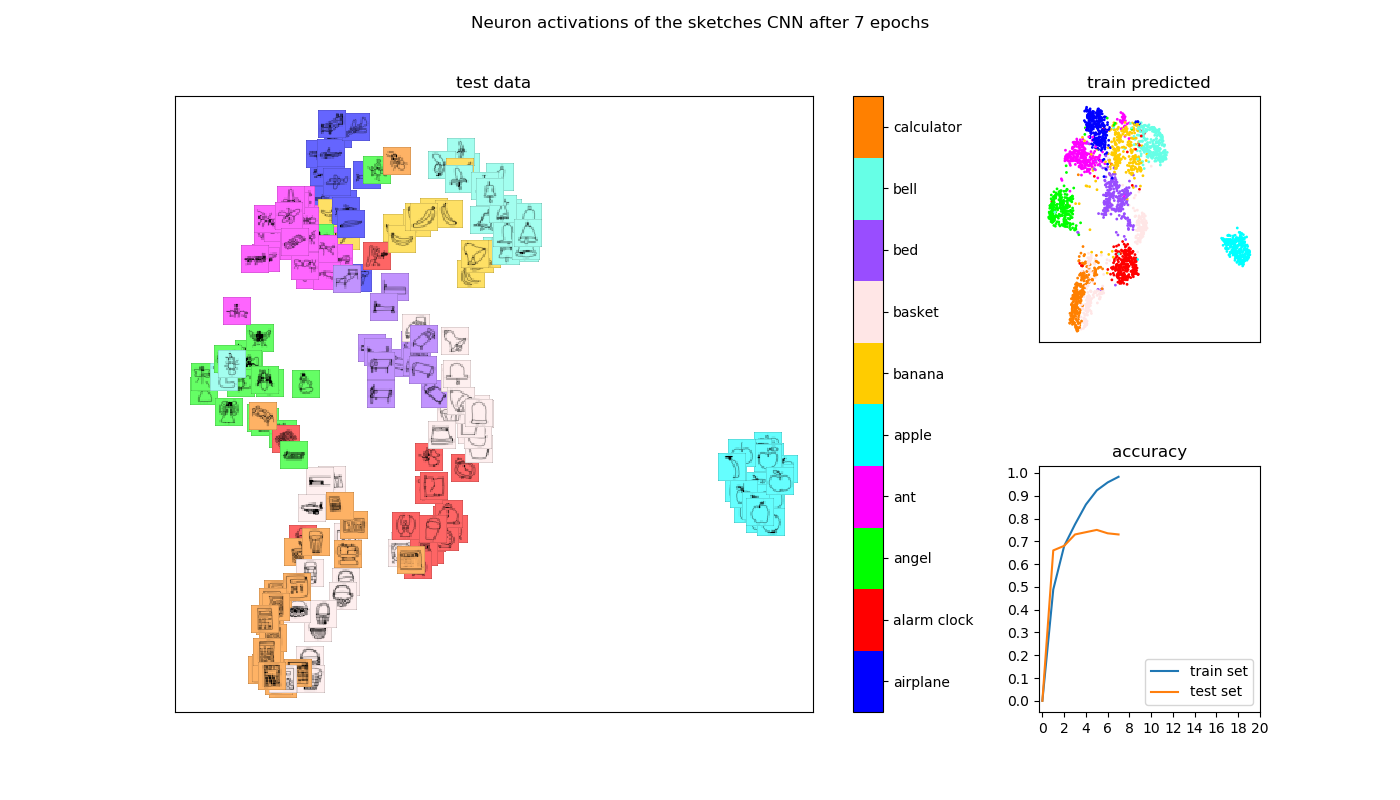 Neuron activations of the sketches CNN after 7 epochs
test data
calculator
bell
bed
basket
banana
apple
ant
angel
alarm clock
airplane
train predicted
accuracy
1.0
0.9
0.8
0.7
0.6
0.5
0.4
0.3
0.2
0.1
0.0
train set
test set
0 2 4 6 8 10 12 14 16 18 20